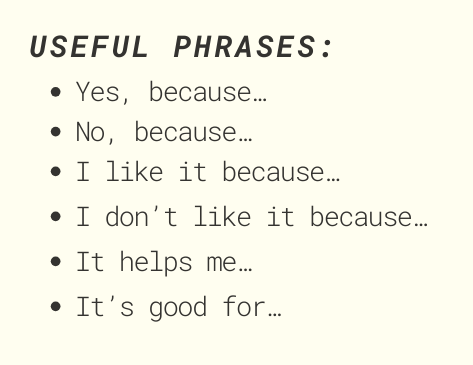 USEFUL PHRASES:
• Yes, because…
• No, because…
• I like it because…
• I don’t like it because…
• It helps me…
• It’s good for…